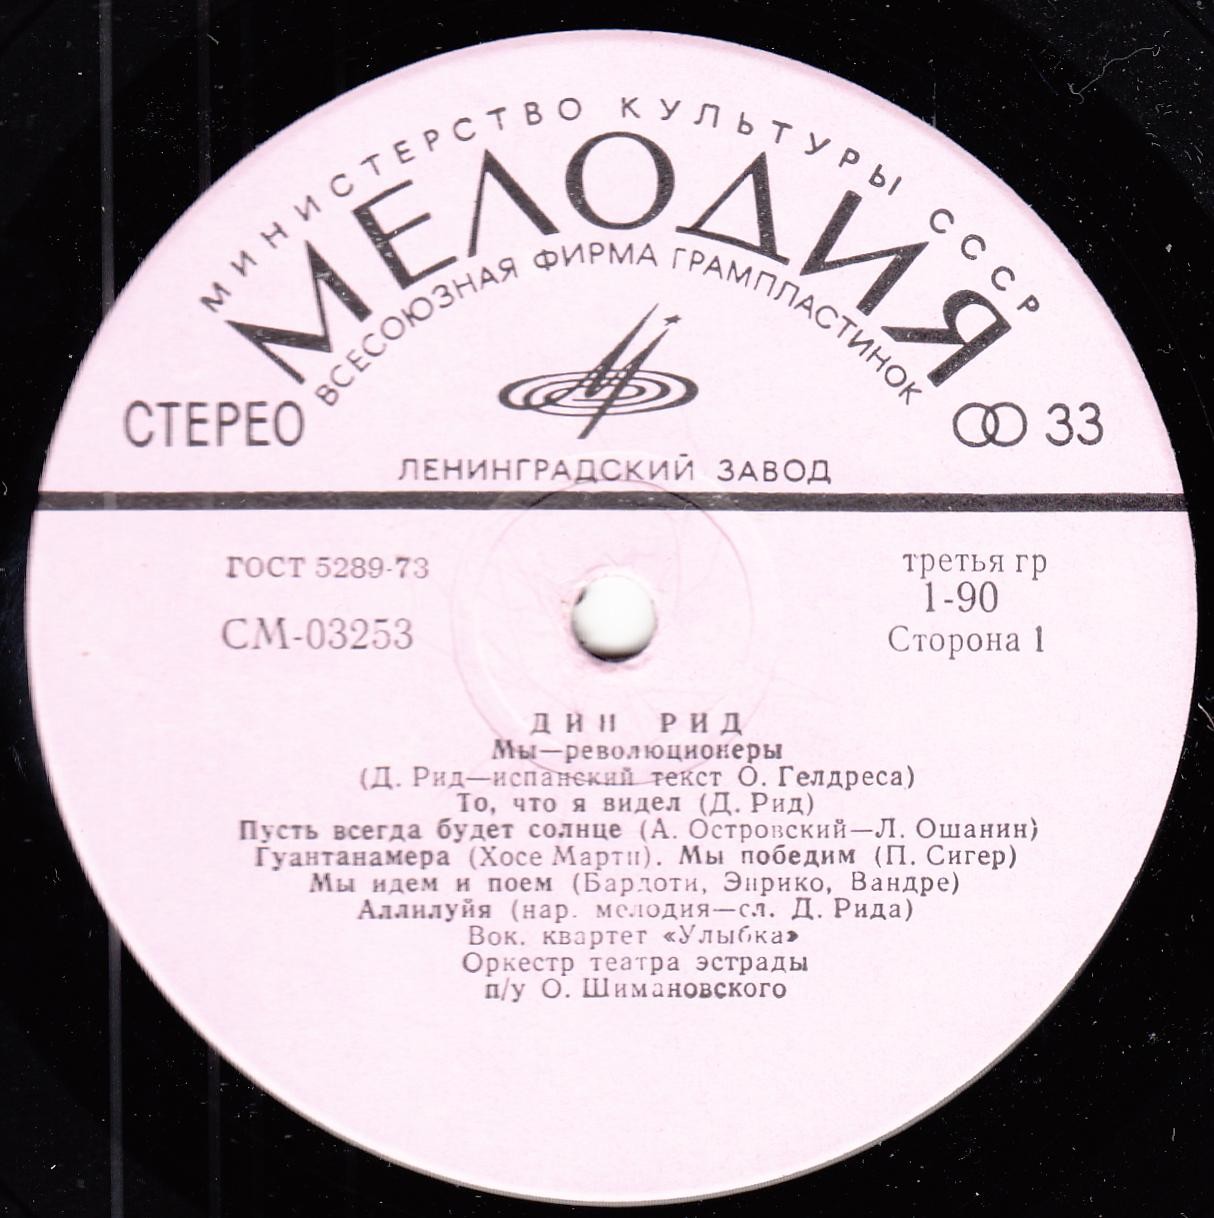 МИНИСТЕРСТВО КУЛЬТУРЫ СССР
МЕЛОДИЯ
ВСЕСОЮЗНАЯ ФИРМА ГРАМПЛАСТИНОК
СТЕРЕО
33
ЛЕНИНГРАДСКИЙ ЗАВОД
ГОСТ 5289-73
третья гр
1-90
СМ-03253
Сторона 1
ДИН РИД
Мы—революционеры
(Д. Рид—испанский текст О. Гелдреса)
То, что я видел (Д. Рид)
Пусть всегда будет солнце (А. Островский—Л. Ошанин)
Гуантанамера (Хосе Марти). Мы победим (П. Сигер)
Мы идем и поем (Бардоти, Энрико, Вандре)
Аллилуйя (нар. мелодия—сл. Д. Рида)
Вок. квартет «Улыбка»
Оркестр театра эстрады
п/у О. Шимановского